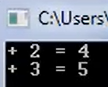 C:\Users\
+ 2 = 4
+ 3 = 5